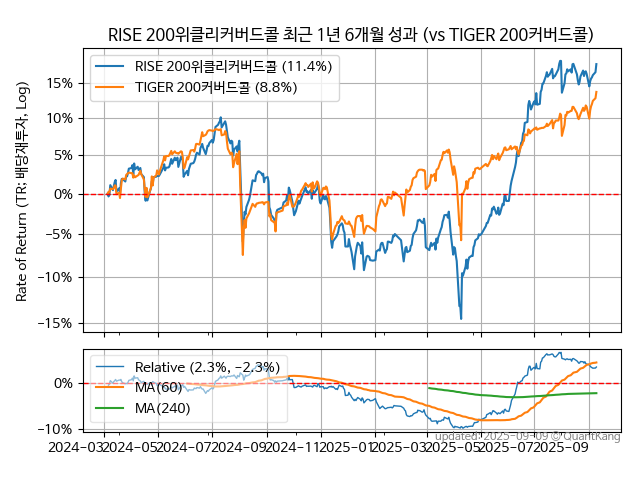 RISE 200위클리커버드콜 최근 1년 6개월 성과 (vs TIGER 200커버드콜)
RISE 200위클리커버드콜 (11.4%)
TIGER 200커버드콜 (8.8%)
Rate of Return (TR: 배당재투자, Log)
15%
10%
5%
0%
−5%
−10%
−15%
Relative (2.3%, −2.3%)
MA(60)
MA(240)
0%
−10%
2024−03 2024−05 2024−07 2024−09 2024−11 2025−01 2025−03 2025−05 2025−07 2025−09
updated: 2025−09−09 © QuantKang